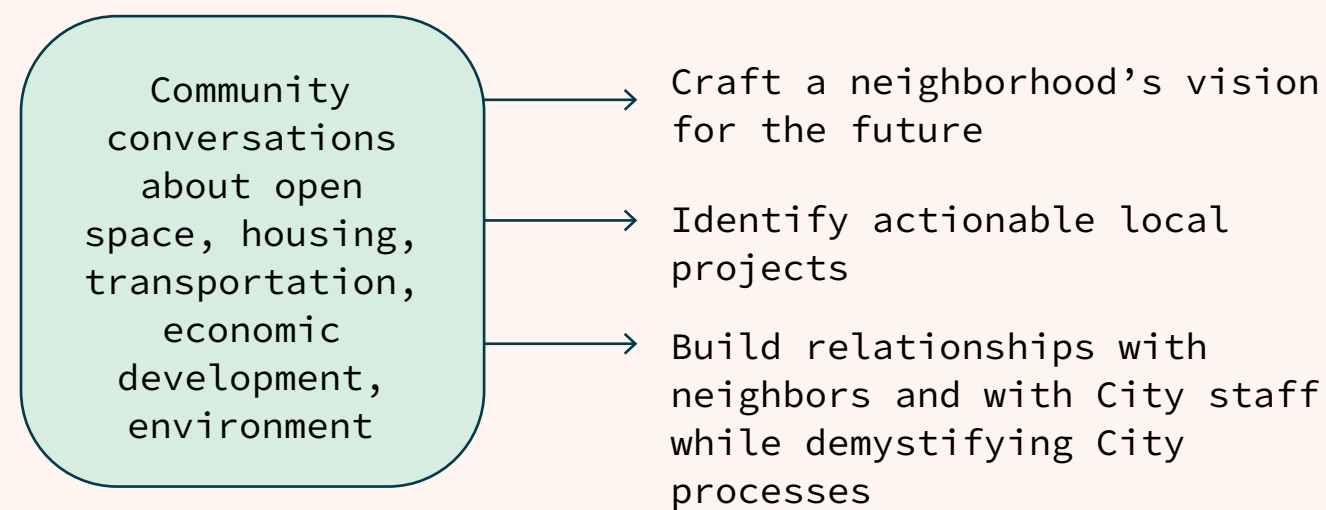 Community
conversations
about open
space, housing,
transportation,
economic
development,
environment
Craft a neighborhood’s vision
for the future
Identify actionable local
projects
Build relationships with
neighbors and with City staff
while demystifying City
processes